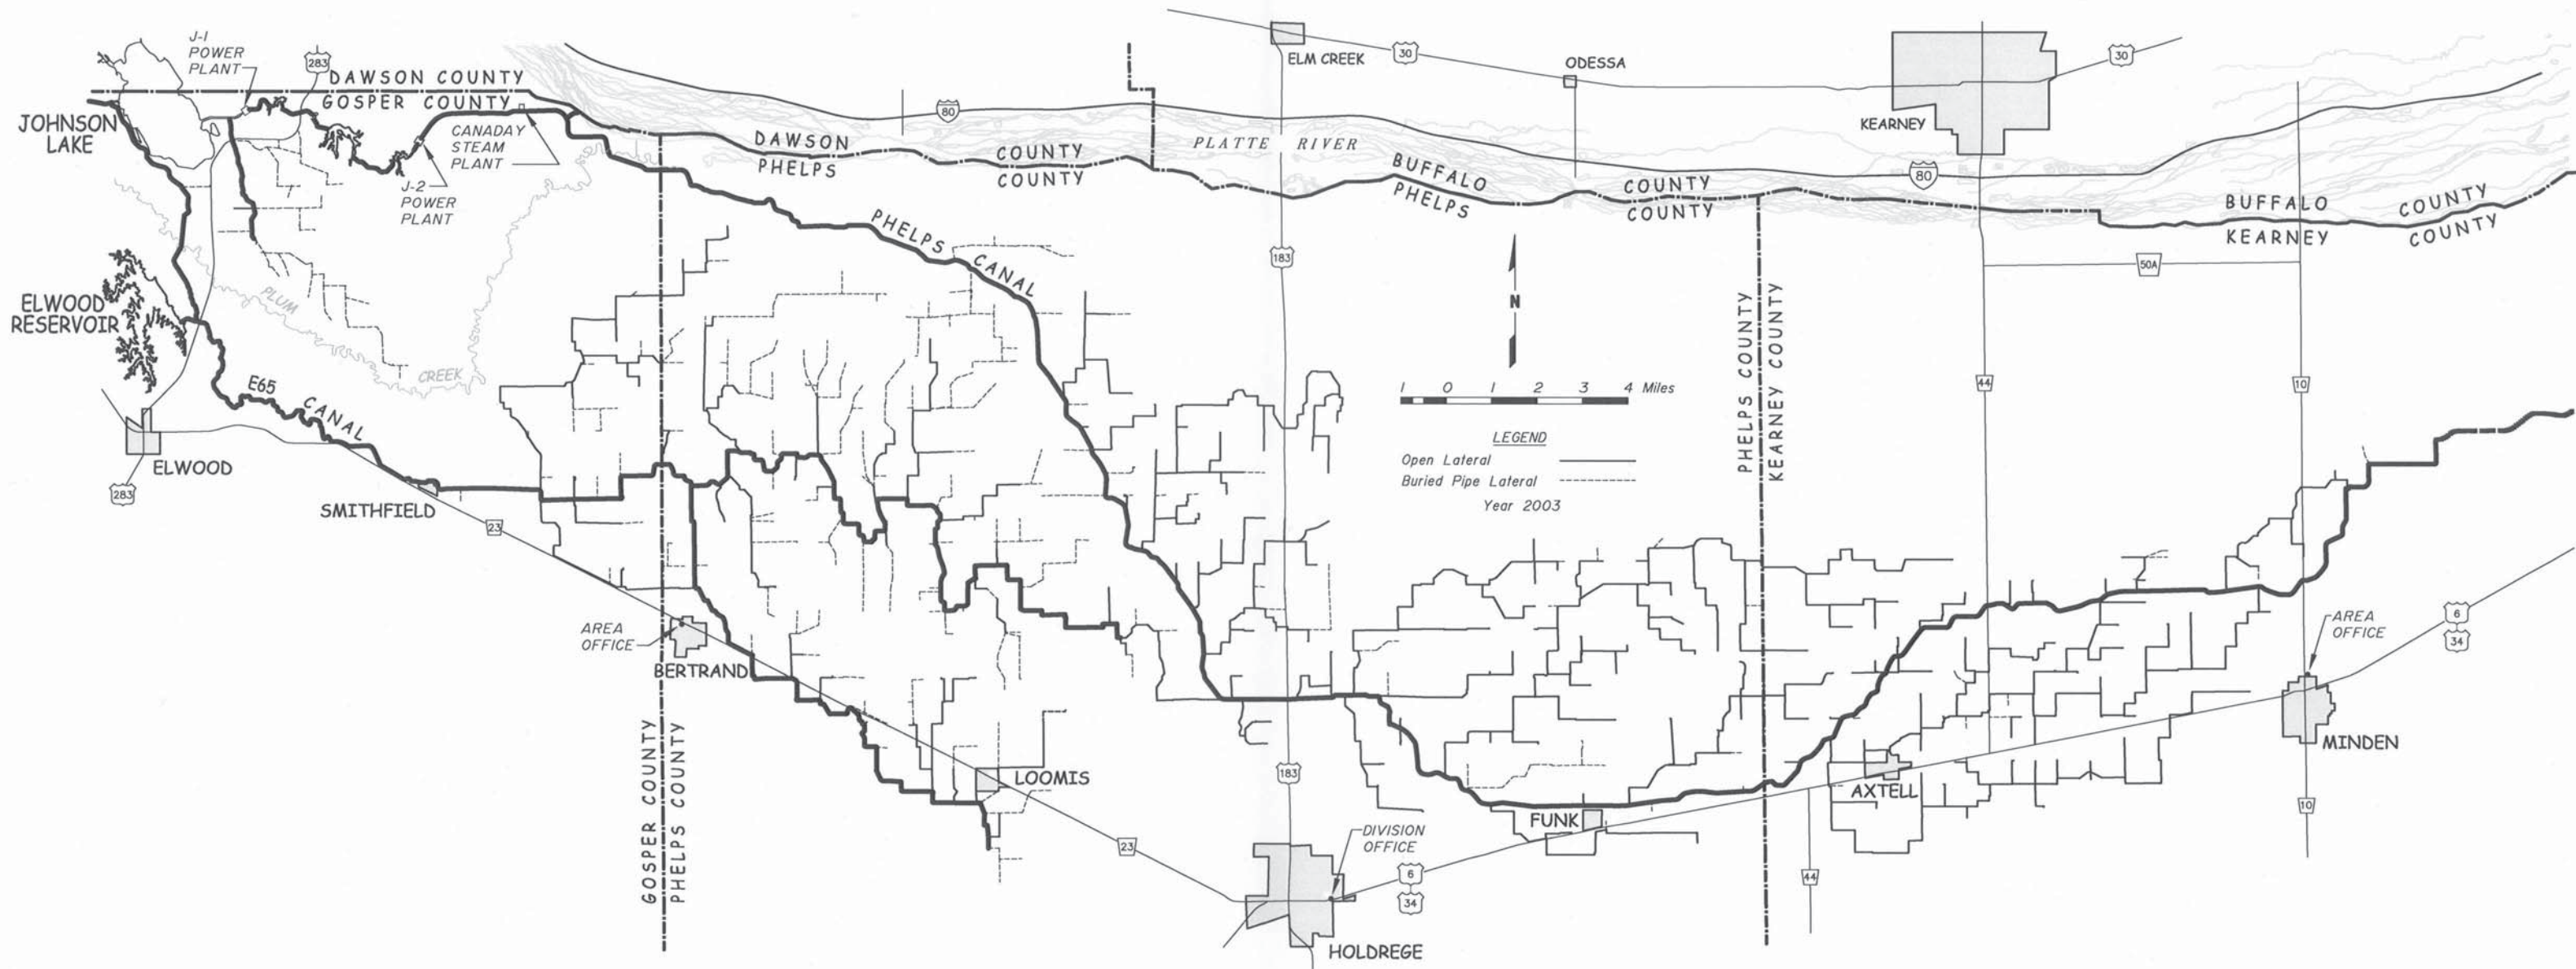 J-1
POWER
PLANT
283
DAWSON COUNTY
GOSPER COUNTY
JOHNSON
LAKE
CANADAY
STEAM
PLANT
J-2
POWER
PLANT
ELM CREEK
30
ODESSA
30
KEARNEY
80
DAWSON COUNTY
PHELPS COUNTY
PLATTE RIVER
BUFFALO COUNTY
PHELPS COUNTY
80
BUFFALO COUNTY
KEARNEY COUNTY
PHELPS CANAL
183
N
50A
ELWOOD
RESERVOIR
PLUM
CREEK
E65 CANAL
ELWOOD
283
SMITHFIELD
23
1 0 1 2 3 4 Miles
LEGEND
Open Lateral
Buried Pipe Lateral
Year 2003
PHELPS COUNTY
KEARNEY COUNTY
44
10
AREA
OFFICE
BERTRAND
GOSPER COUNTY
PHELPS COUNTY
LOOMIS
23
183
DIVISION
OFFICE
6
34
HOLDREGE
FUNK
AXTELL
44
AREA
OFFICE
6
34
MINDEN
10